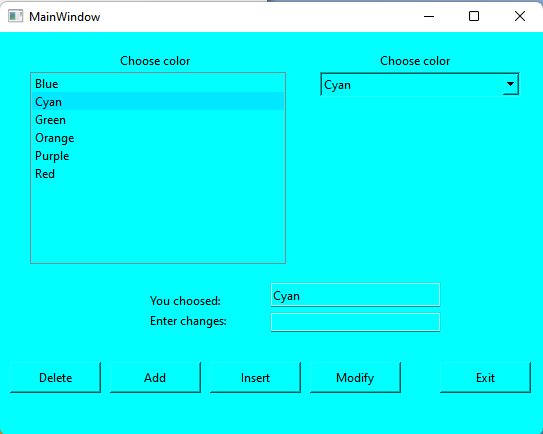 MainWindow
Choose color
Choose color
Blue
Cyan
Cyan
Green
Orange
Purple
Red
You choosed:
Cyan
Enter changes:
Delete
Add
Insert
Modify
Exit